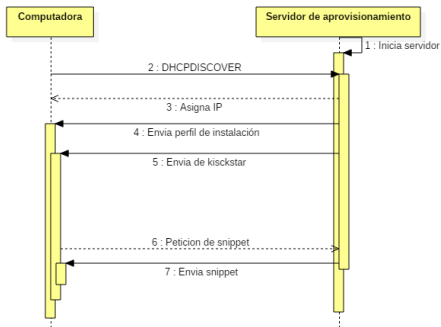 Computadora
Servidor de aprovisionamiento
1 : Inicia servidor
2 : DHCPDISCOVER
3 : Asigna IP
4 : Envia perfil de instalación
5 : Envia de kisckstar
6 : Peticion de snippet
7 : Envia snippet